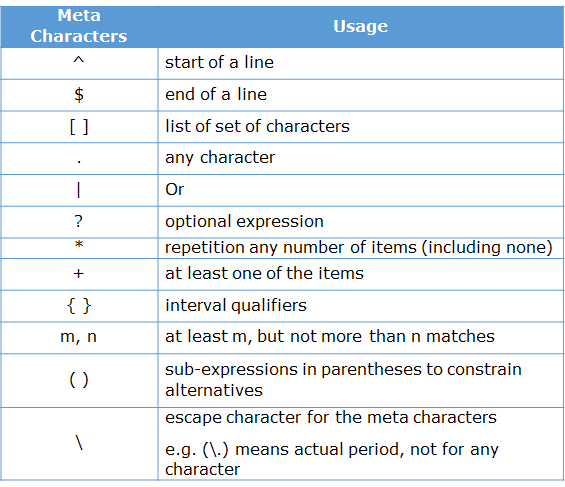 Meta
Characters
Usage
^
start of a line
$
end of a line
[ ]
list of set of characters
.
any character
|
Or
?
optional expression
*
repetition any number of items (including none)
+
at least one of the items
{ }
interval qualifiers
m, n
at least m, but not more than n matches
( )
sub-expressions in parentheses to constrain
alternatives
\
escape character for the meta characters
e.g. (\.) means actual period, not for any
character